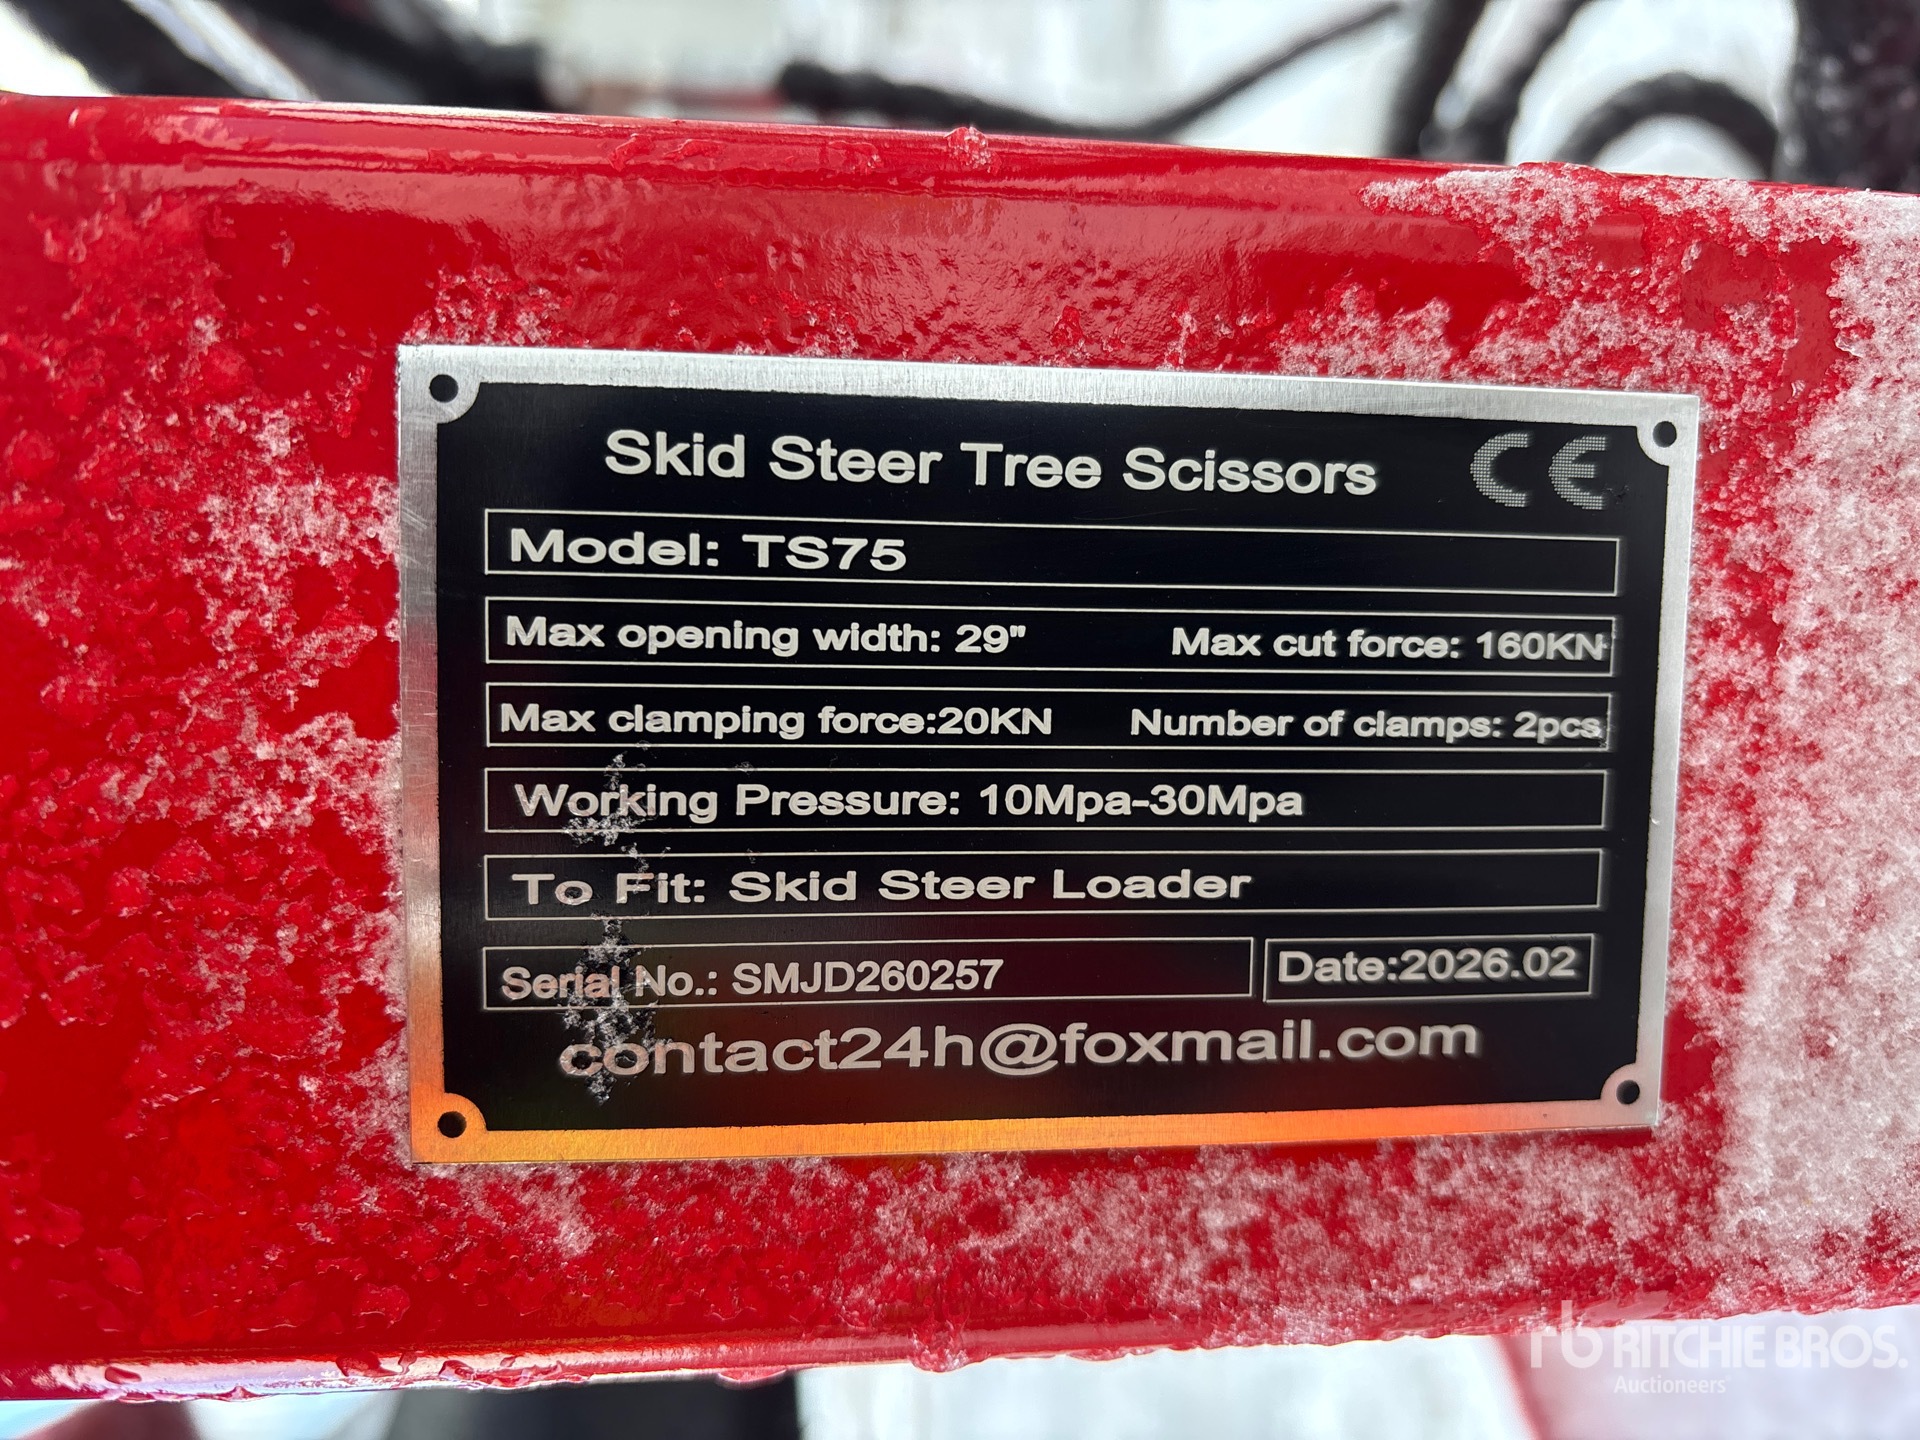 Skid Steer Tree Scissors CE
Model: TS75
Max opening width: 29" Max cut force: 160KN
Max clamping force:20KN Number of clamps: 2pcs
Working Pressure: 10Mpa-30Mpa
To Fit: Skid Steer Loader
Serial No.: SMJD260257 Date:2026.02
contact24h@foxmail.com
rb RITCHIE BROS.
Auctioneers